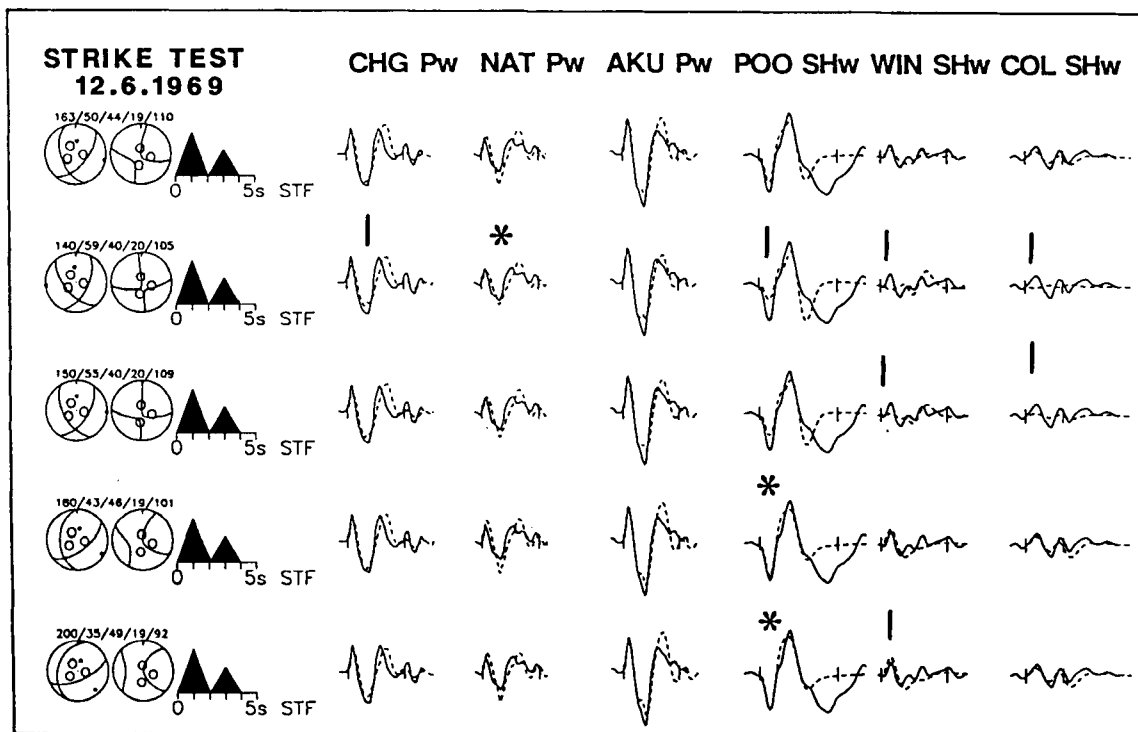 STRIKE TEST
12.6.1969
CHG Pw NAT Pw AKU Pw POO SHw WIN SHw COL SHw
163/50/44/19/110
0 5s STF
140/59/40/20/105
0 5s STF
150/55/40/20/109
0 5s STF
180/43/46/19/101
0 5s STF
200/35/49/19/92
0 5s STF